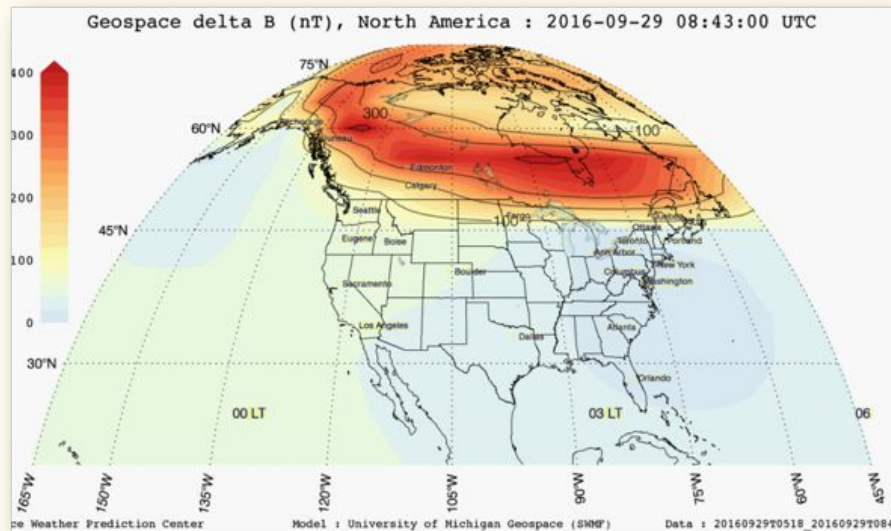 Geospace delta B (nT), North America : 2016-09-29 08:43:00 UTC
400
300
200
100
0
75°N
60°N
45°N
30°N
300
100
100
Anchorage
Juneau
Edmonton
Calgary
Seattle
Fargo
Quebec
Ottawa
Eugene
Boise
Toronto
Portland
Ann Arbor
Boulder
Columbus
New York
Sacramento
Washington
Los Angeles
Dallas
Atlanta
Orlando
00 LT
03 LT
06
165°W
150°W
135°W
120°W
105°W
90°W
75°W
60°W
45°W
ce Weather Prediction Center
Model : University of Michigan Geospace (SWMF)
Data : 20160929T0518_20160929T08